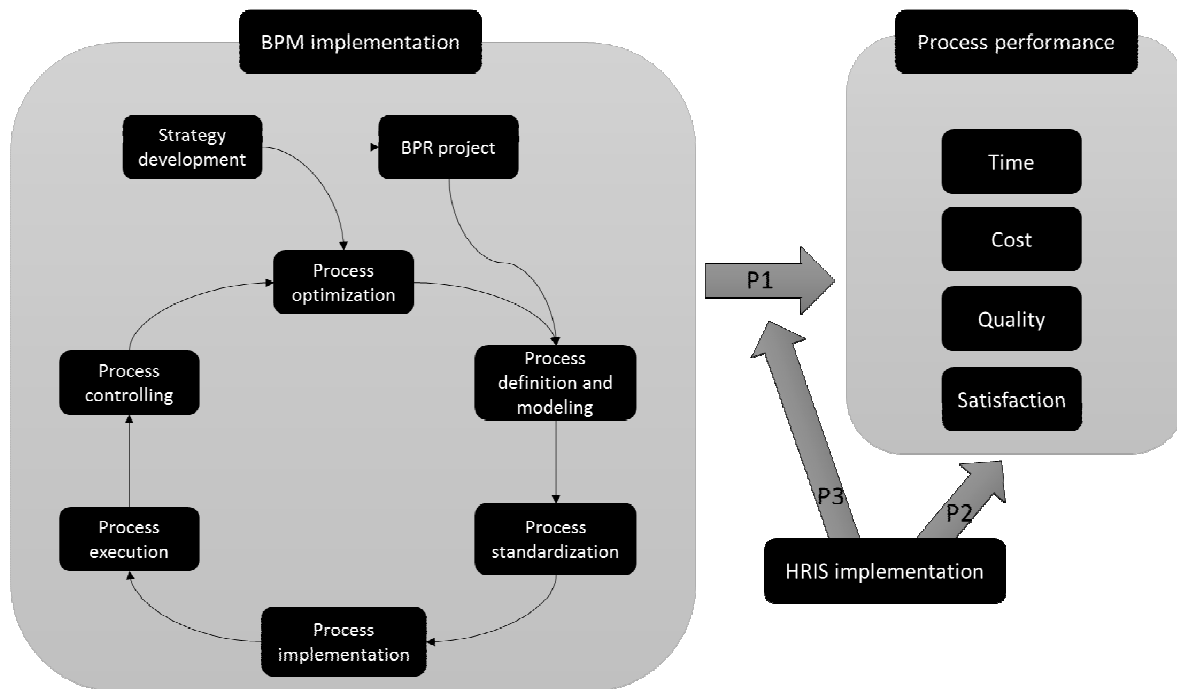 BPM implementation
Process performance
Strategy
development
BPR project
Process
optimization
Process
definition and
modeling
Process
controlling
Process
execution
Process
standardization
Process
implementation
P1
P3
P2
HRIS implementation
Time
Cost
Quality
Satisfaction